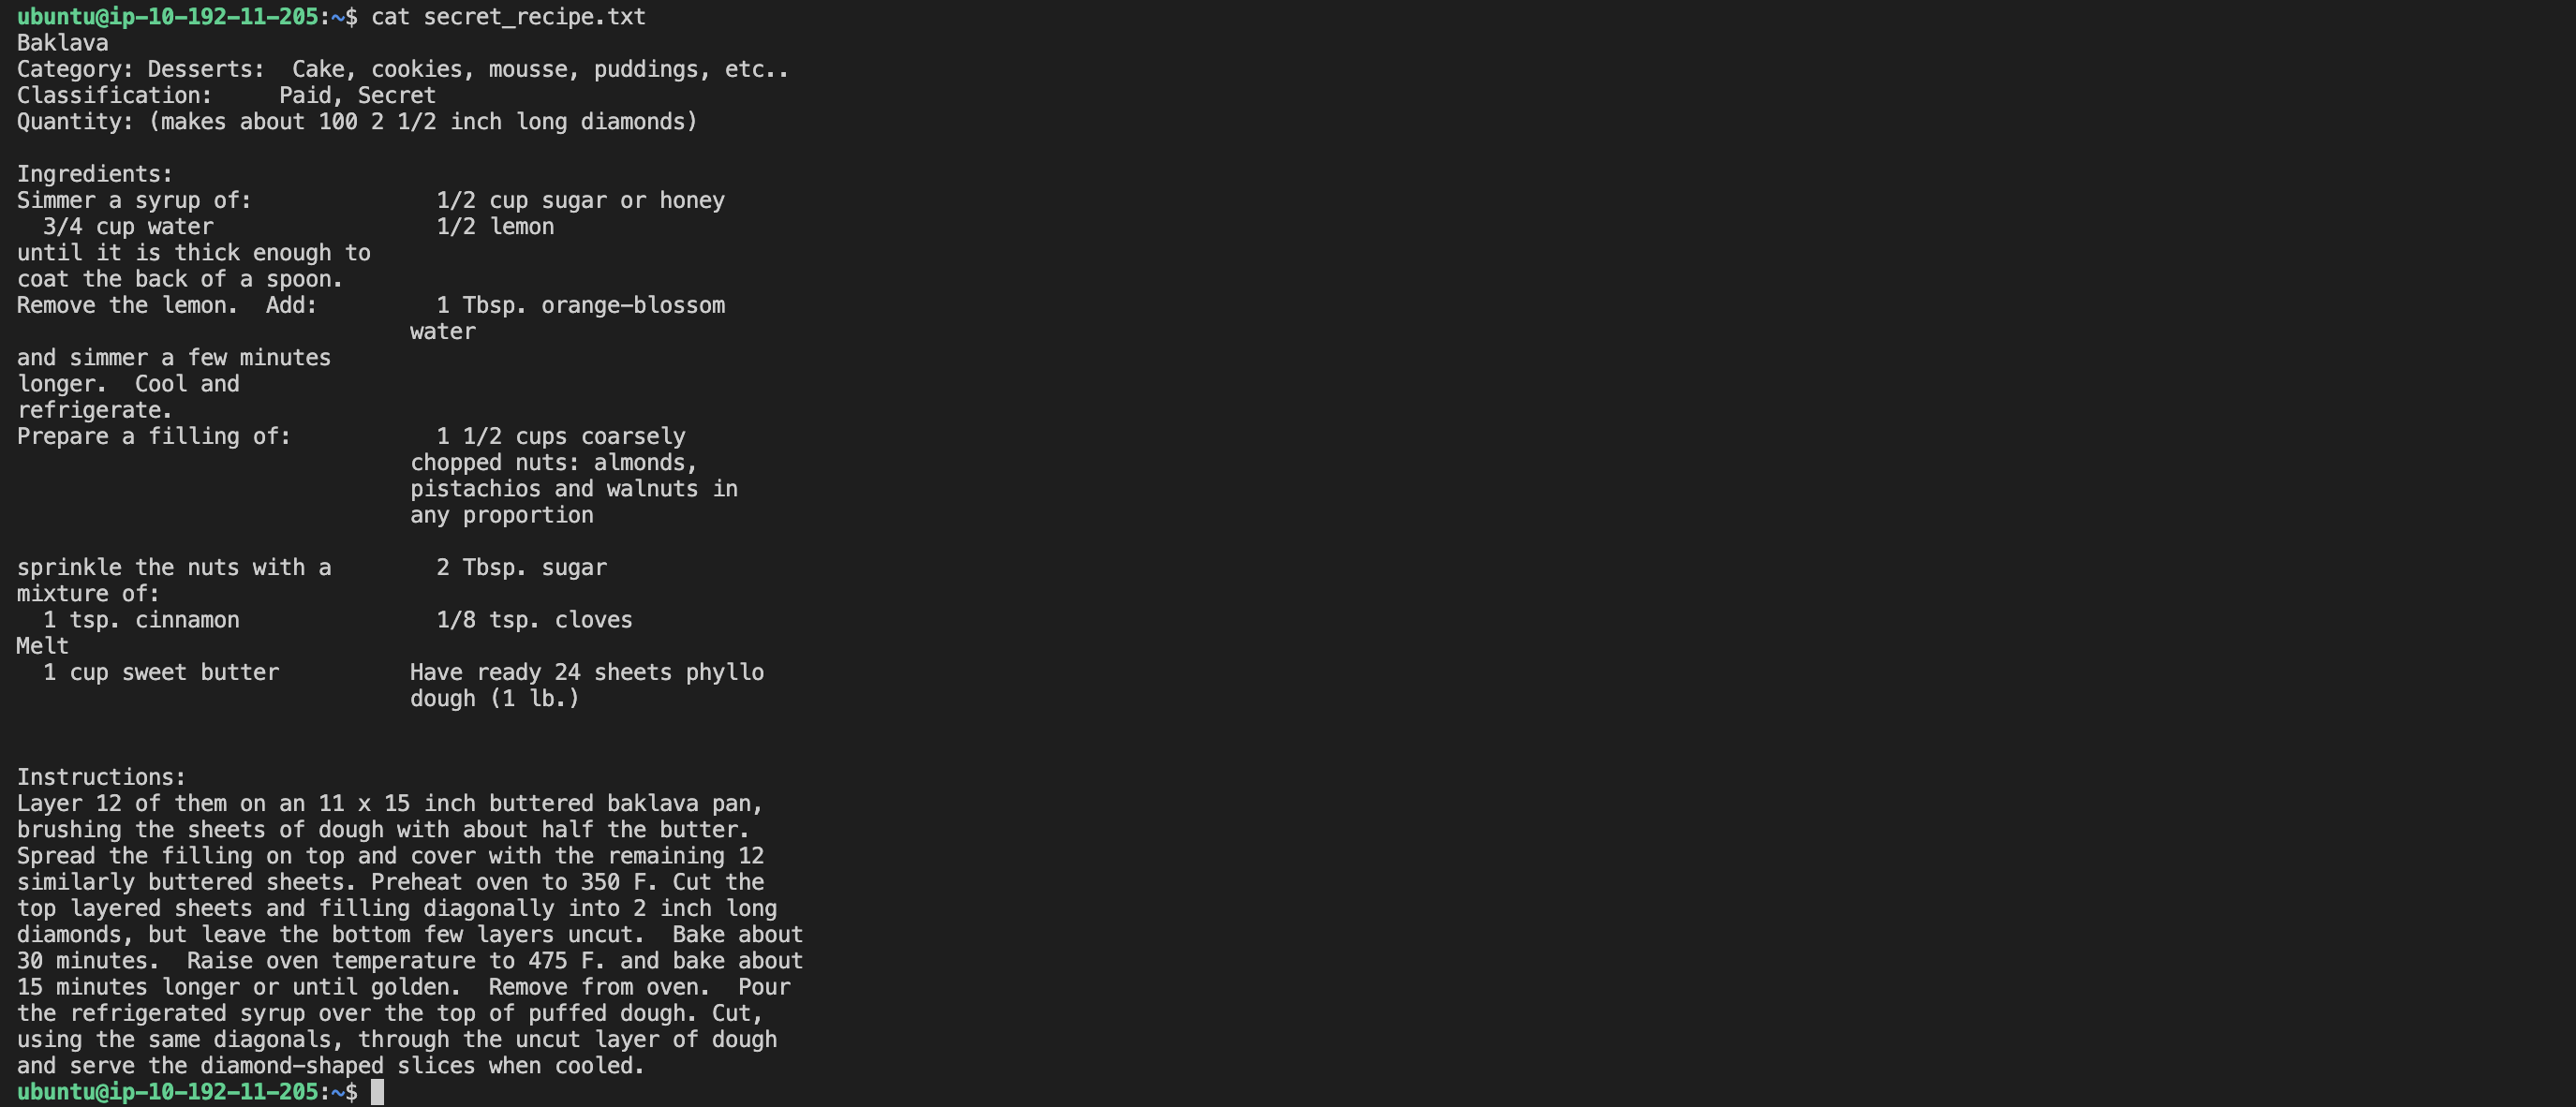 ubuntu@ip-10-192-11-205:~$ cat secret_recipe.txt
Baklava
Category: Desserts:  Cake, cookies, mousse, puddings, etc..
Classification:     Paid, Secret
Quantity: (makes about 100 2 1/2 inch long diamonds)

Ingredients:
Simmer a syrup of:              1/2 cup sugar or honey
  3/4 cup water                 1/2 lemon
until it is thick enough to
coat the back of a spoon.
Remove the lemon.  Add:         1 Tbsp. orange-blossom
                              water
and simmer a few minutes
longer.  Cool and
refrigerate.
Prepare a filling of:           1 1/2 cups coarsely
                              chopped nuts: almonds,
                              pistachios and walnuts in
                              any proportion

sprinkle the nuts with a        2 Tbsp. sugar
mixture of:
  1 tsp. cinnamon               1/8 tsp. cloves
Melt
  1 cup sweet butter          Have ready 24 sheets phyllo
                              dough (1 lb.)


Instructions:
Layer 12 of them on an 11 x 15 inch buttered baklava pan,
brushing the sheets of dough with about half the butter.
Spread the filling on top and cover with the remaining 12
similarly buttered sheets. Preheat oven to 350 F. Cut the
top layered sheets and filling diagonally into 2 inch long
diamonds, but leave the bottom few layers uncut.  Bake about
30 minutes.  Raise oven temperature to 475 F. and bake about
15 minutes longer or until golden.  Remove from oven.  Pour
the refrigerated syrup over the top of puffed dough. Cut,
using the same diagonals, through the uncut layer of dough
and serve the diamond-shaped slices when cooled.
ubuntu@ip-10-192-11-205:~$